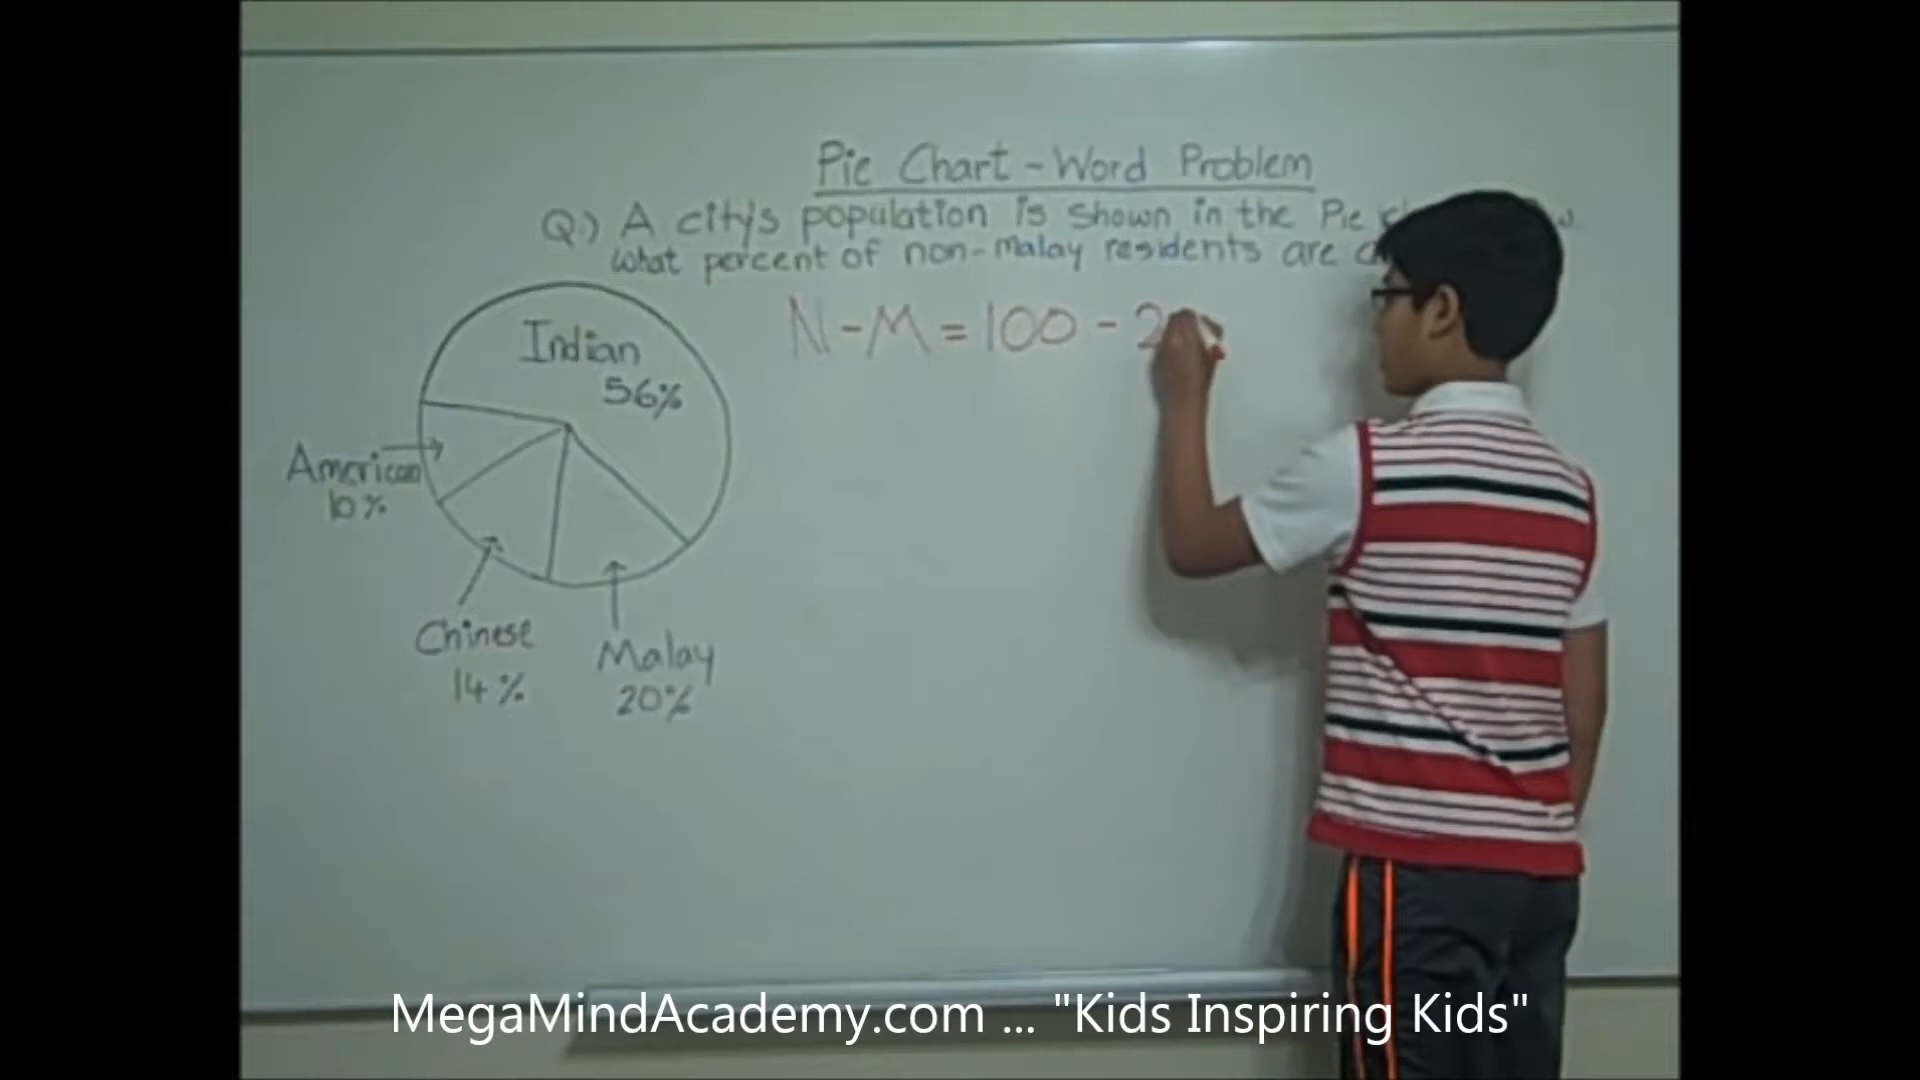 Pie Chart - Word Problem
Q.) A city's population is shown in the Pie
what percent of non-malay residents are
N-M = 100 -
Indian
56%
American
10%
Chinese
14%
Malay
20%
MegaMindAcademy.com ... "Kids Inspiring Kids"